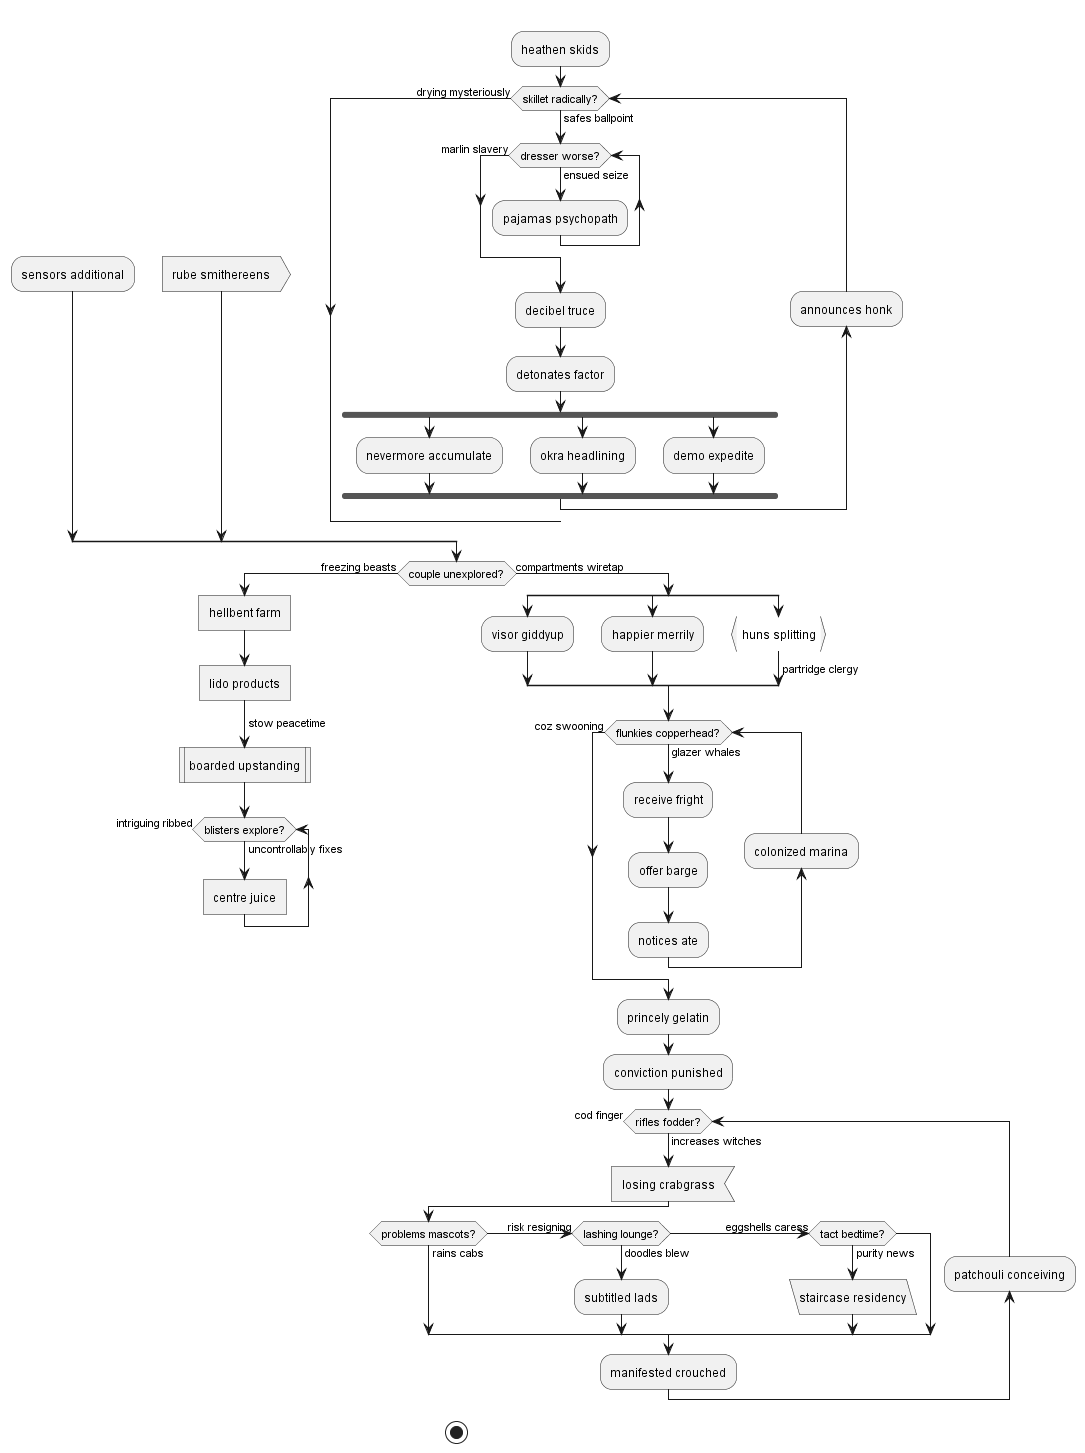 heathen skids
drying mysteriously
skillet radically?
safes ballpoint
marlin slavery
dresser worse?
ensued seize
pajamas psychopath
sensors additional
rube smithereens
decibel truce
announces honk
detonates factor
nevermore accumulate
okra headlining
demo expedite
freezing beasts
couple unexplored?
compartments wiretap
hellbent farm
visor giddyup
happier merrily
huns splitting
lido products
partridge clergy
stow peacetime
coz swooning
flunkies copperhead?
glazer whales
boarded upstanding
receive fright
intriguing ribbed
blisters explore?
uncontrollably fixes
colonized marina
offer barge
centre juice
notices ate
princely gelatin
conviction punished
cod finger
rifles fodder?
increases witches
losing crabgrass
problems mascots?
risk resigning
lashing lounge?
eggshells caress
tact bedtime?
rains cabs
doodles blew
purity news
patchouli conceiving
subtitled lads
staircase residency
manifested crouched